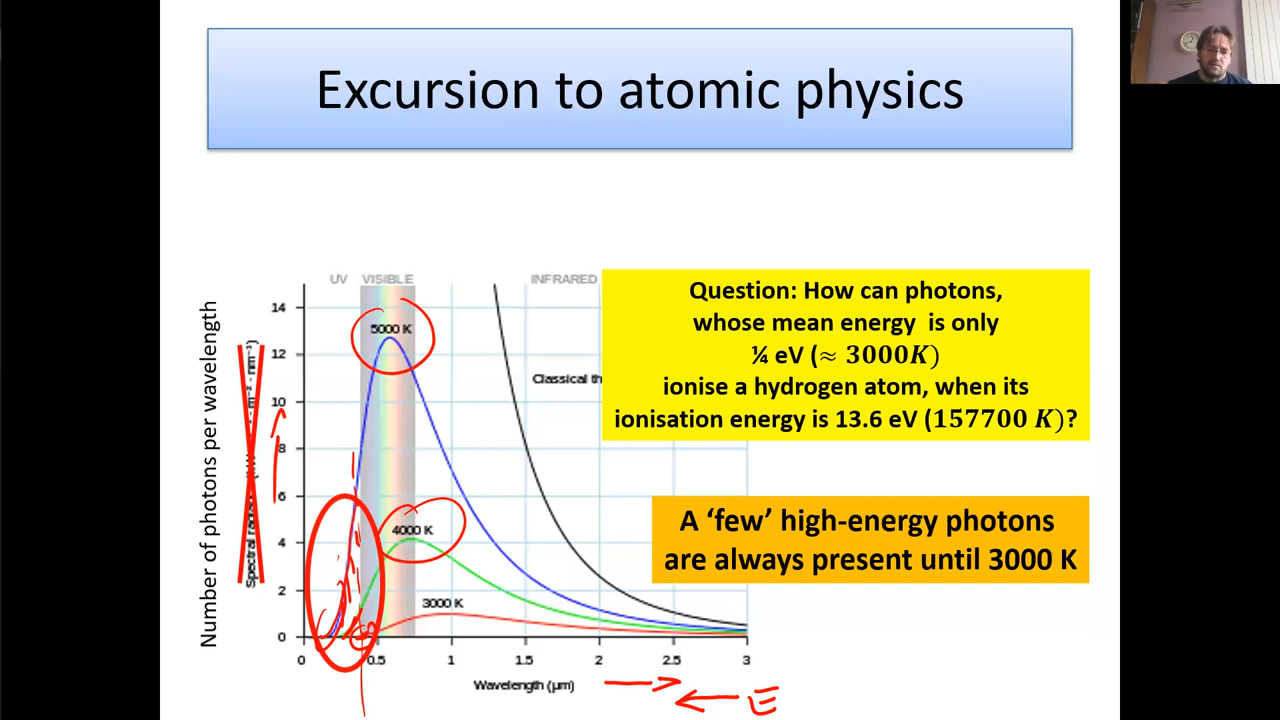 Excursion to atomic physics
UV VISIBLE INFRARED
Number of photons per wavelength
14
12
10
8
6
4
2
0
5000 K
4000 K
3000 K
Classical th
0 0.5 1 1.5 2 2.5 3
Wavelength (μm)
E
Question: How can photons,
whose mean energy is only
¼ eV (≈ 3000K)
ionise a hydrogen atom, when its
ionisation energy is 13.6 eV (157700 K)?
A ‘few’ high-energy photons
are always present until 3000 K